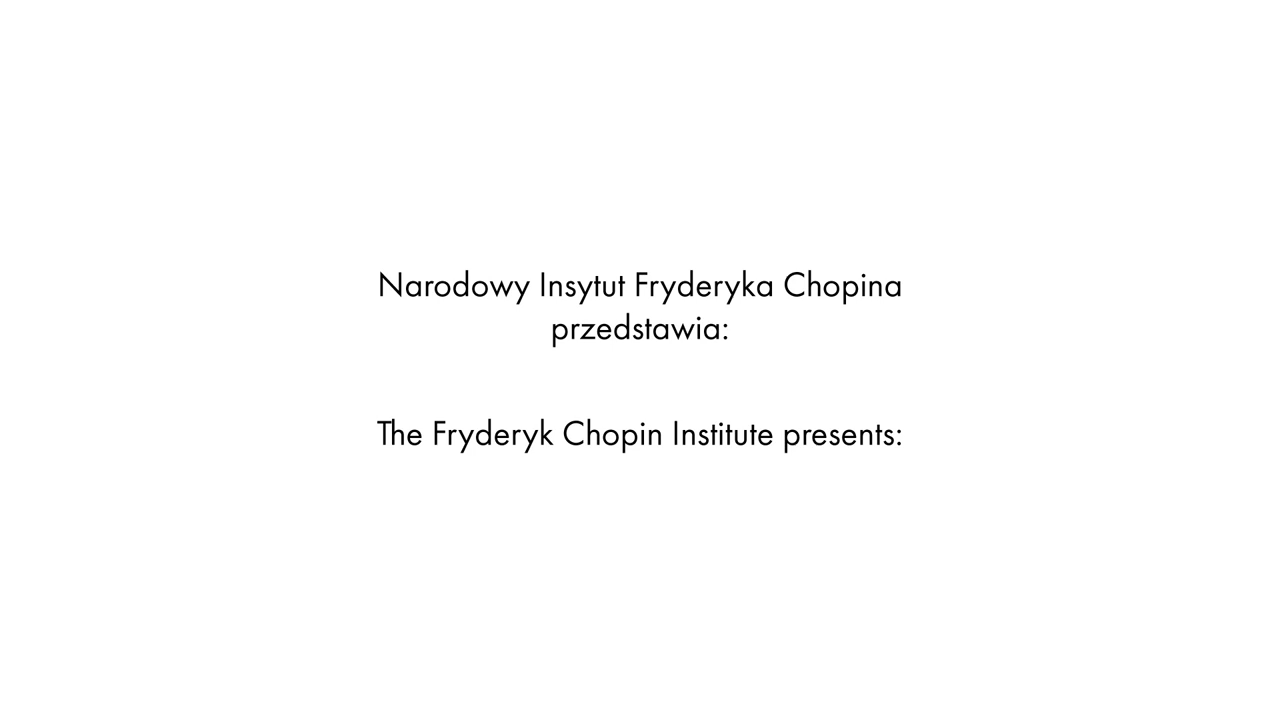 Narodowy Insytut Fryderyka Chopina
przedstawia:
The Fryderyk Chopin Institute presents: